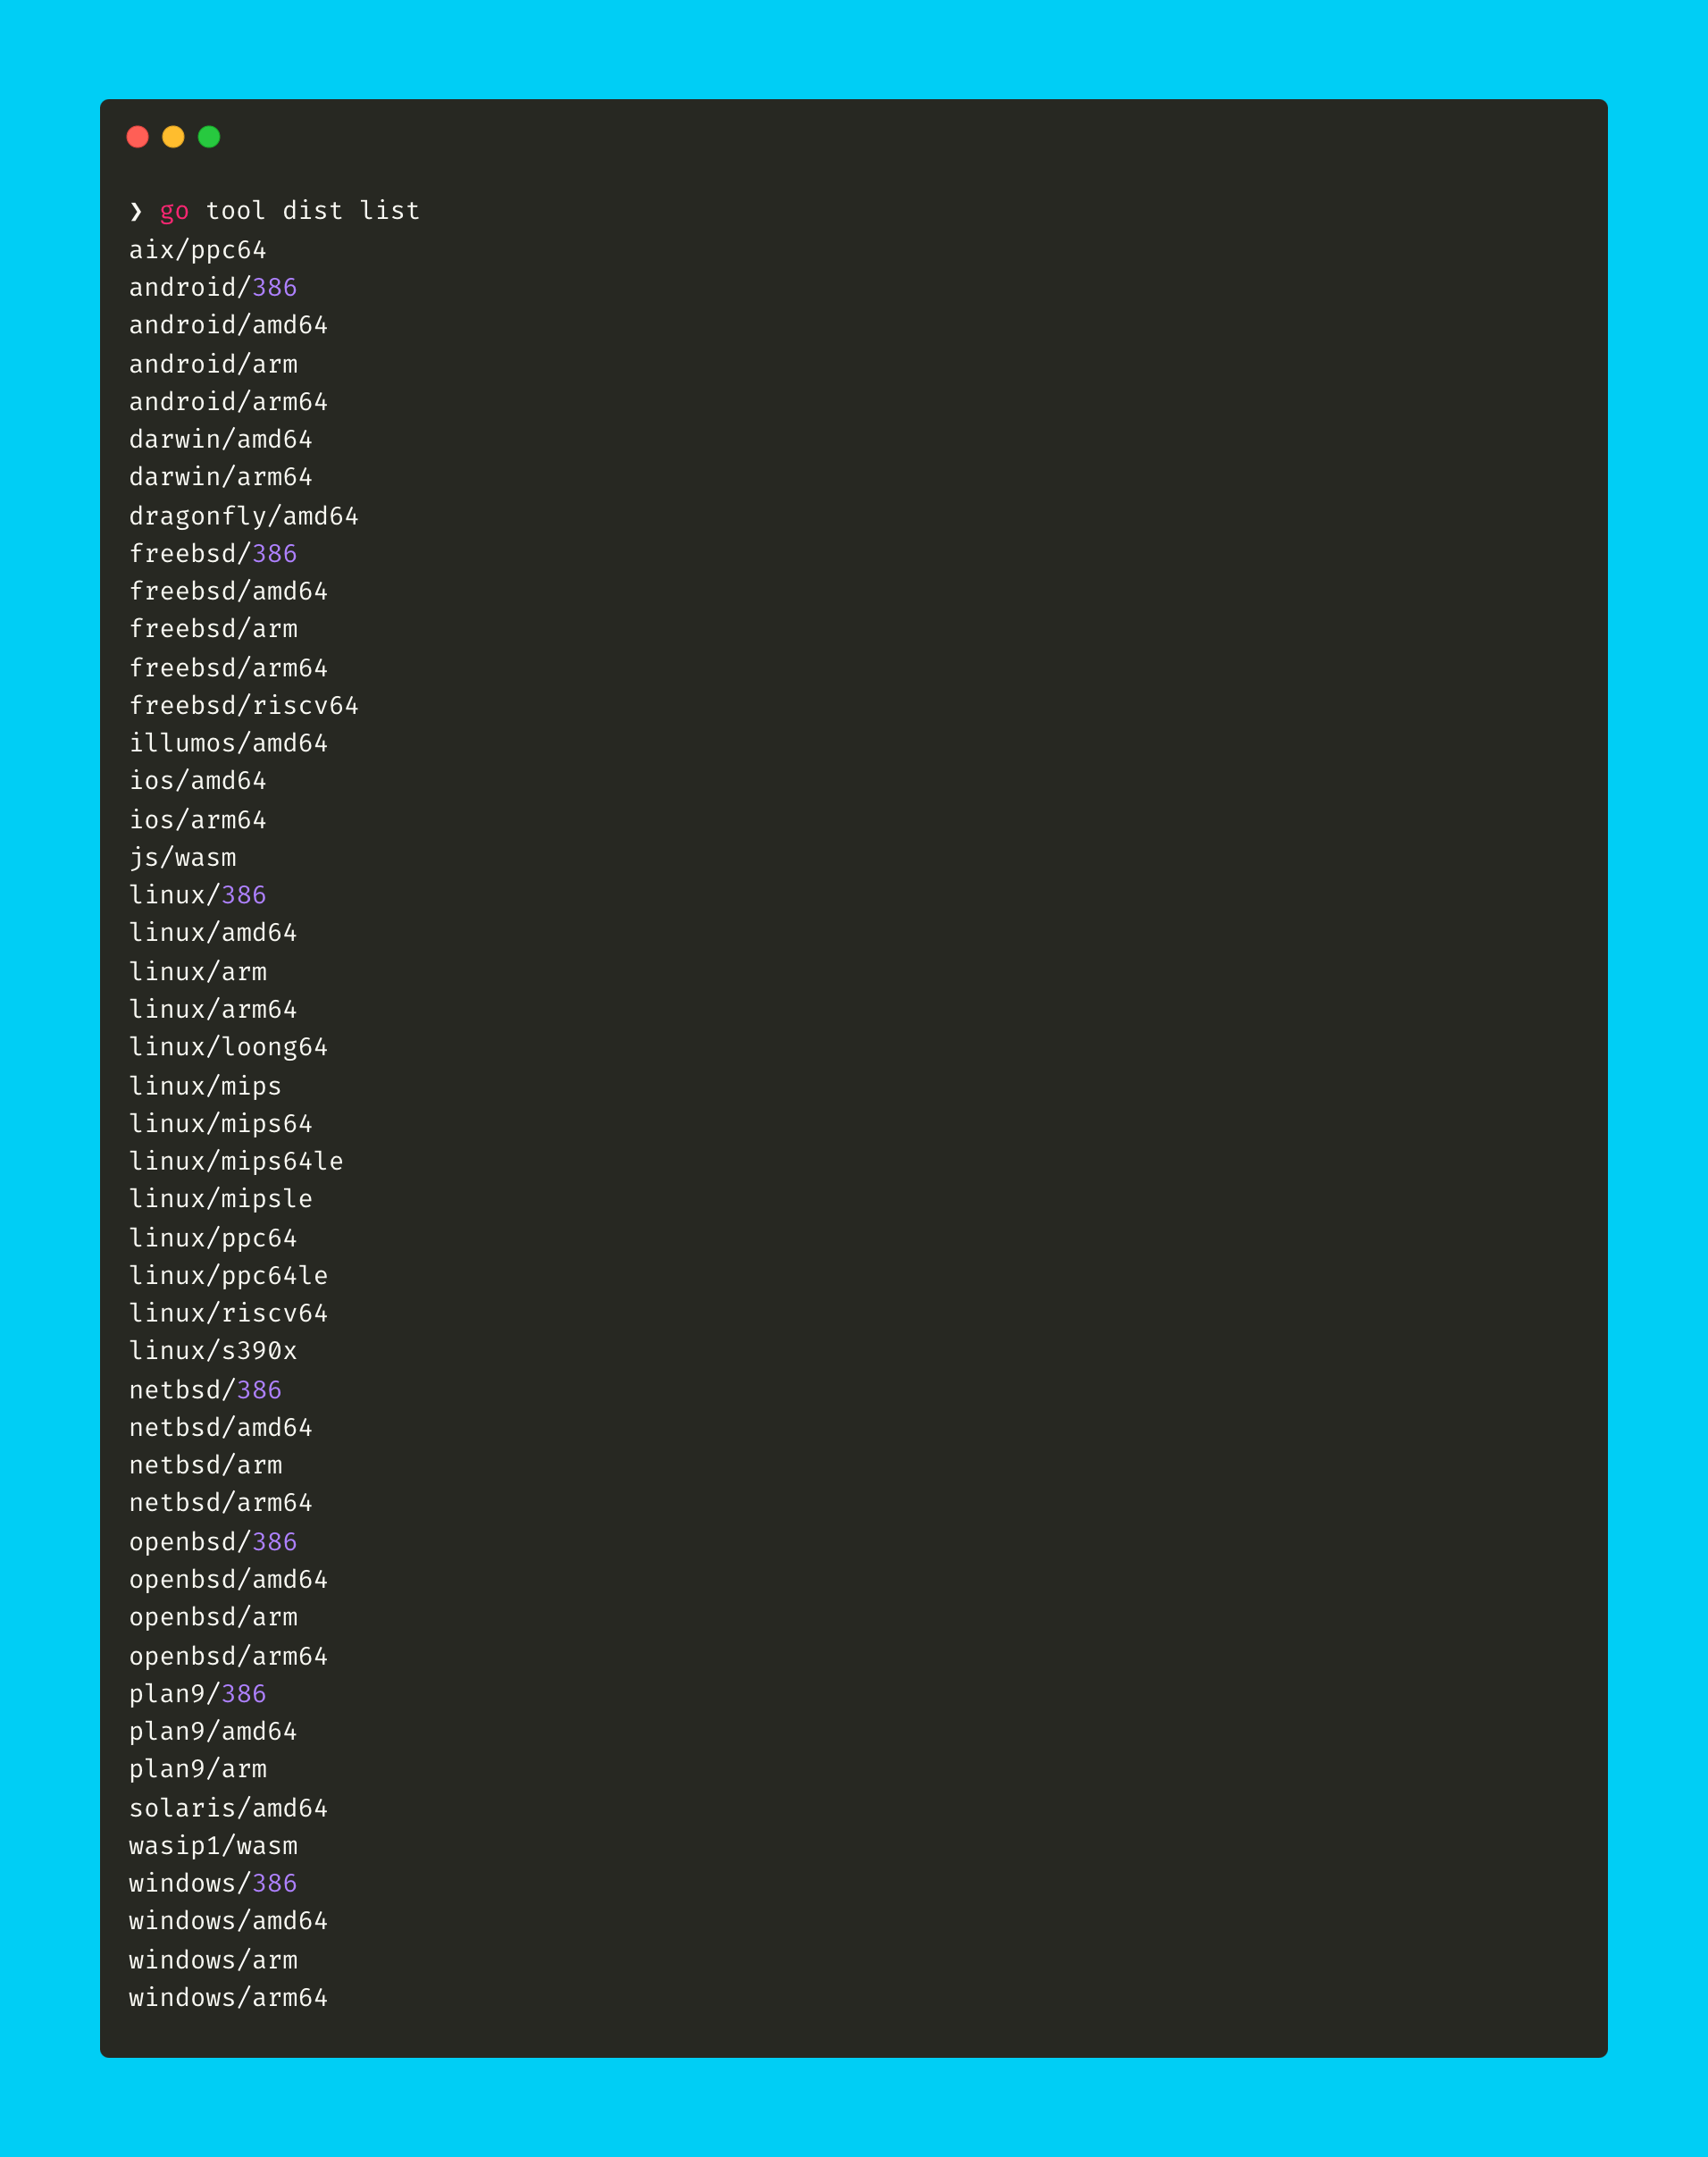 ❯ go tool dist list
aix/ppc64
android/386
android/amd64
android/arm
android/arm64
darwin/amd64
darwin/arm64
dragonfly/amd64
freebsd/386
freebsd/amd64
freebsd/arm
freebsd/arm64
freebsd/riscv64
illumos/amd64
ios/amd64
ios/arm64
js/wasm
linux/386
linux/amd64
linux/arm
linux/arm64
linux/loong64
linux/mips
linux/mips64
linux/mips64le
linux/mipsle
linux/ppc64
linux/ppc64le
linux/riscv64
linux/s390x
netbsd/386
netbsd/amd64
netbsd/arm
netbsd/arm64
openbsd/386
openbsd/amd64
openbsd/arm
openbsd/arm64
plan9/386
plan9/amd64
plan9/arm
solaris/amd64
wasip1/wasm
windows/386
windows/amd64
windows/arm
windows/arm64